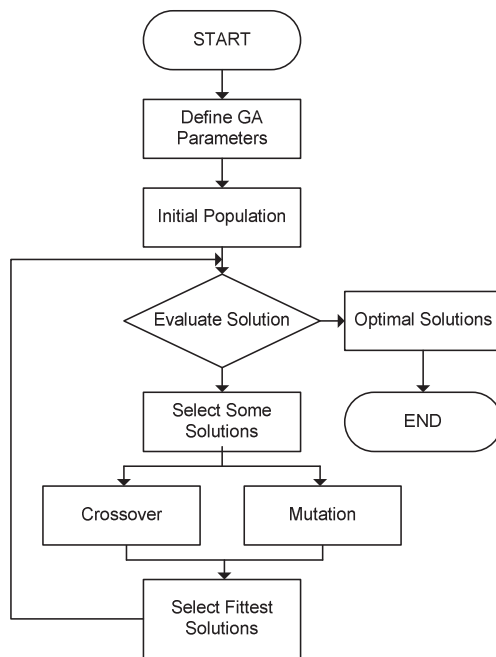 START
Define GA
Parameters
Initial Population
Evaluate Solution
Optimal Solutions
Select Some
Solutions
END
Crossover
Mutation
Select Fittest
Solutions